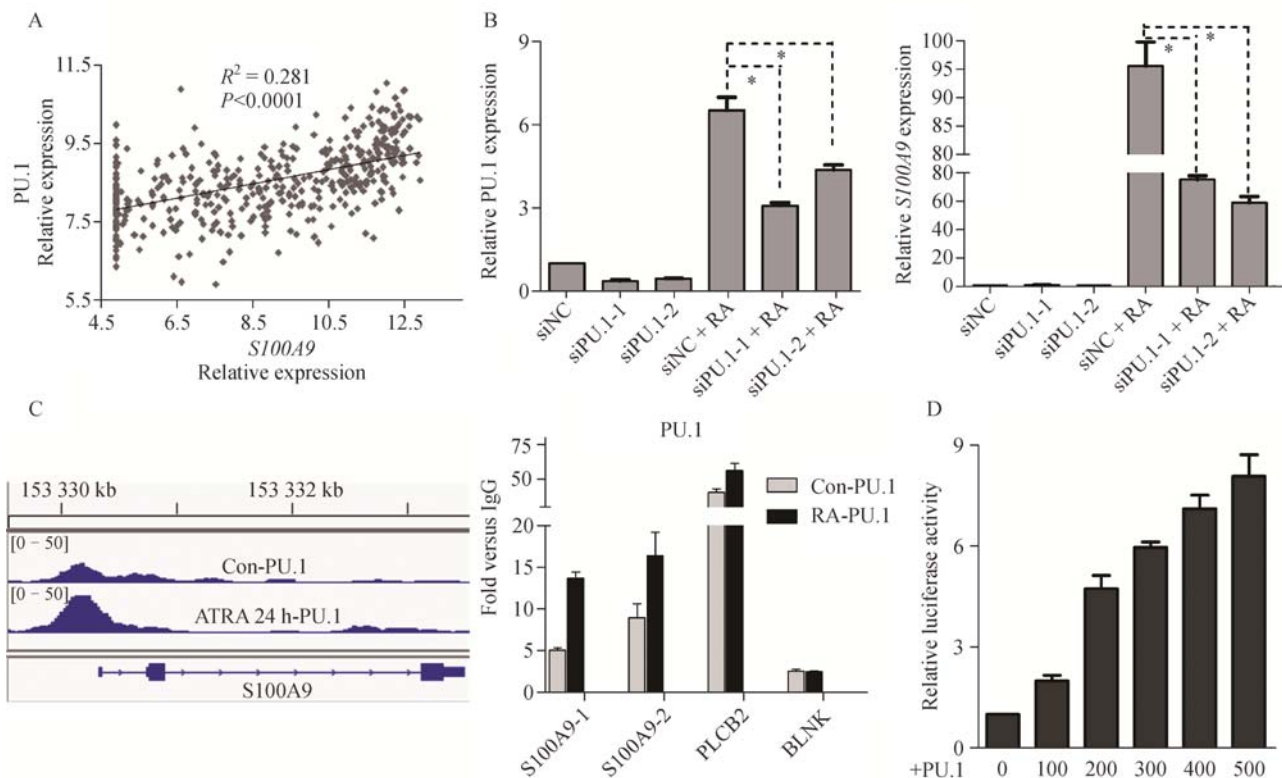 A
R² = 0.281
P<0.0001
PU.1
Relative expression
11.5
9.5
7.5
5.5
4.5 6.5 8.5 10.5 12.5
S100A9
Relative expression
B
Relative PU.1 expression
9
6
3
0
*
*
siNC
siPU.1-1
siPU.1-2
siNC + RA
siPU.1-1 + RA
siPU.1-2 + RA
Relative S100A9 expression
100
95
90
85
80
80
60
40
20
0
*
*
siNC
siPU.1-1
siPU.1-2
siNC + RA
siPU.1-1 + RA
siPU.1-2 + RA
C
153 330 kb 153 332 kb
[0 – 50]
Con-PU.1
[0 – 50]
ATRA 24 h-PU.1
S100A9
PU.1
Fold versus IgG
75
50
25
20
15
10
5
0
Con-PU.1
RA-PU.1
S100A9-1
S100A9-2
PLCB2
BLNK
D
Relative luciferase activity
9
6
3
0
+PU.1 0 100 200 300 400 500